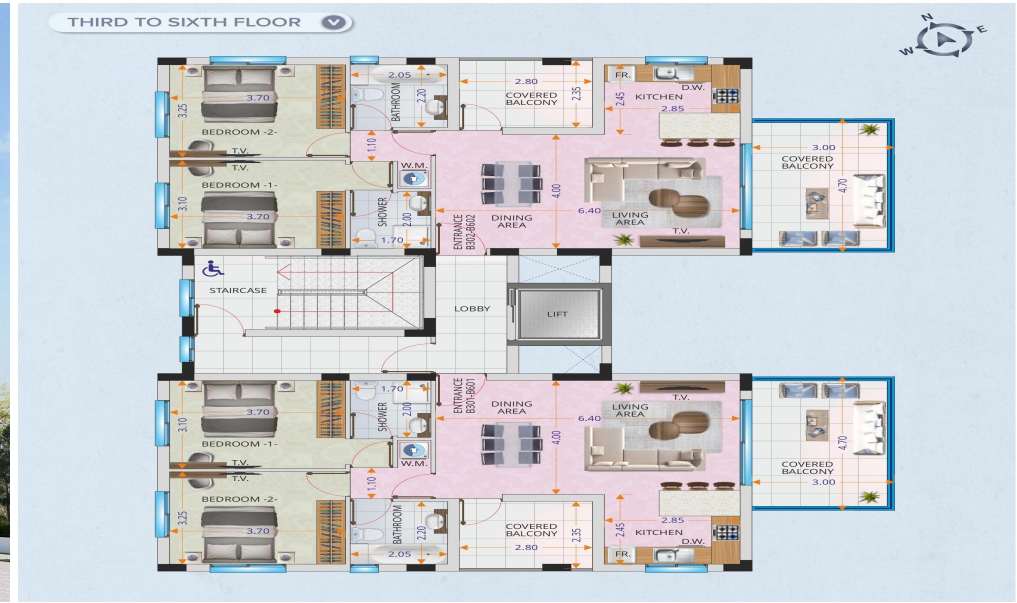 THIRD TO SIXTH FLOOR
N
W
E
2.05
FR.
D.W.
2.80
COVERED
BALCONY
2.35
KITCHEN
2.45
2.85
3.25
3.70
BATHROOM
2.20
BEDROOM -2-
T.V.
1.10
3.00
COVERED
BALCONY
4.70
T.V.
BEDROOM -1-
W.M.
3.10
3.70
SHOWER
2.00
1.70
ENTRANCE
B302-B602
DINING
AREA
4.00
6.40
LIVING
AREA
T.V.
STAIRCASE
LOBBY
LIFT
1.70
3.10
3.70
SHOWER
2.00
BEDROOM -1-
T.V.
W.M.
ENTRANCE
B301-B601
DINING
AREA
4.00
6.40
LIVING
AREA
T.V.
4.70
COVERED
BALCONY
3.00
T.V.
1.10
BEDROOM -2-
3.25
3.70
BATHROOM
2.20
2.05
COVERED
BALCONY
2.80
2.35
2.45
2.85
KITCHEN
D.W.
FR.